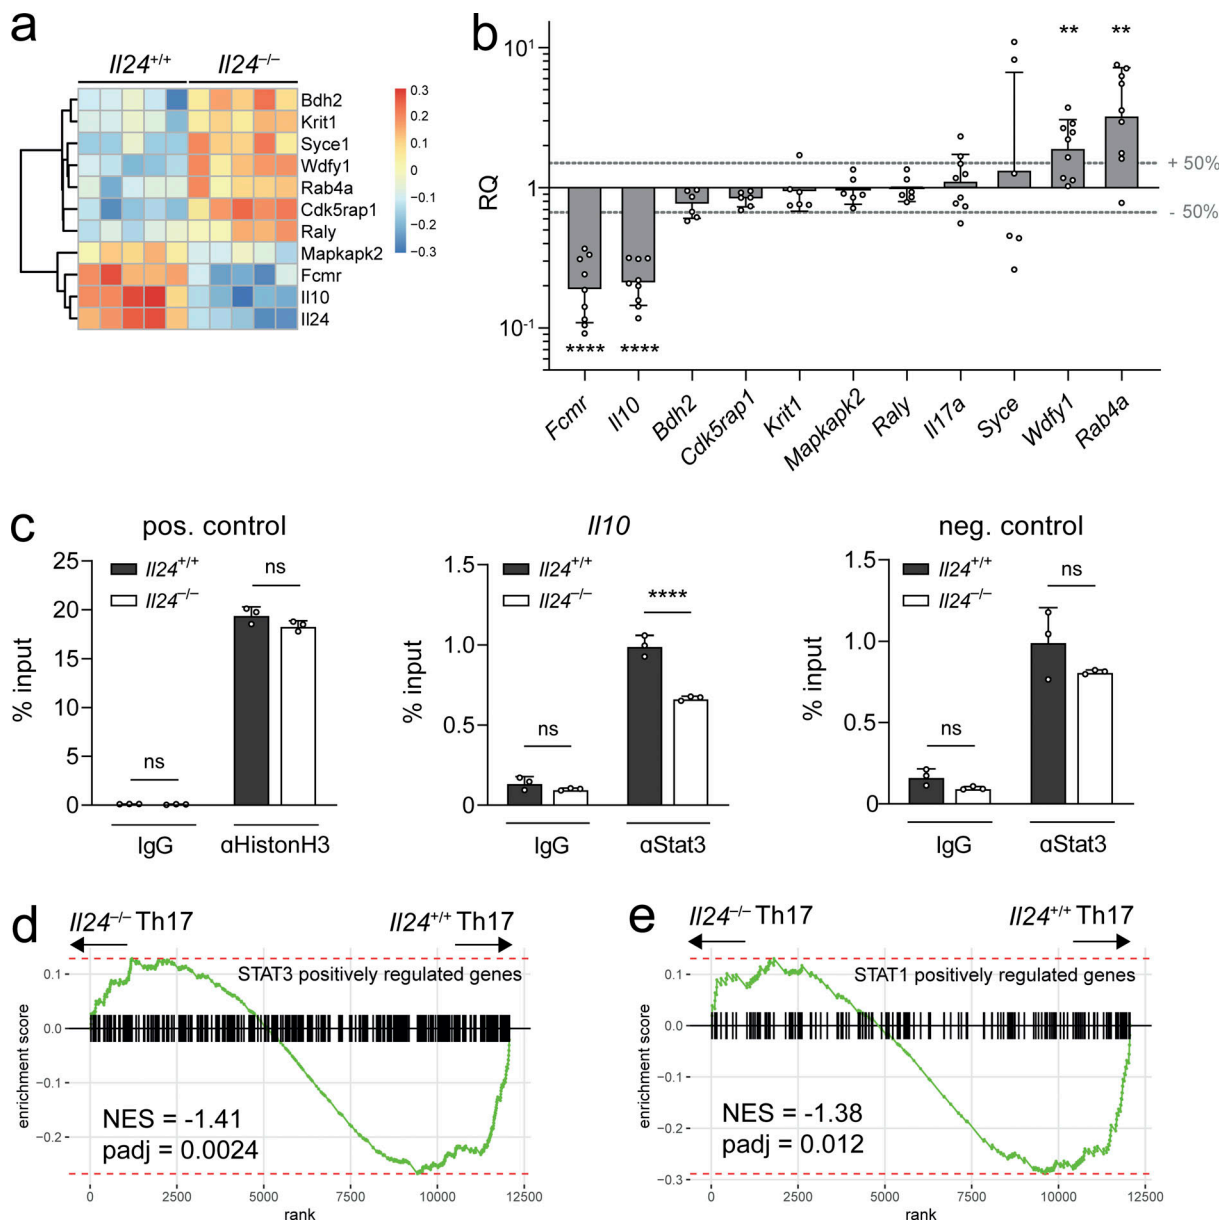 a
Il24+/+ Il24–/–
Bdh2
Krit1
Syce1
Wdfy1
Rab4a
Cdk5rap1
Raly
Mapkapk2
Fcmr
Il10
Il24
0.3
0.2
0.1
0
−0.1
−0.2
−0.3
b
RQ
10^1
1
10^-1
** **
**** ****
+ 50%
- 50%
Fcmr
Il10
Bdh2
Cdk5rap1
Krit1
Mapkapk2
Raly
Il17a
Syce
Wdfy1
Rab4a
c
pos. control
Il24+/+
Il24–/–
% input
25
20
15
10
5
0
ns
ns
IgG αHistonH3
Il10
Il24+/+
Il24–/–
% input
1.5
1.0
0.5
0
ns
****
IgG αStat3
neg. control
Il24+/+
Il24–/–
% input
1.5
1.0
0.5
0
ns
ns
IgG αStat3
d
Il24–/– Th17 Il24+/+ Th17
STAT3 positively regulated genes
enrichment score
0.1
0.0
−0.1
−0.2
NES = -1.41
padj = 0.0024
0 2500 5000 7500 10000 12500
rank
e
Il24–/– Th17 Il24+/+ Th17
STAT1 positively regulated genes
enrichment score
0.1
0.0
−0.1
−0.2
−0.3
NES = -1.38
padj = 0.012
0 2500 5000 7500 10000 12500
rank